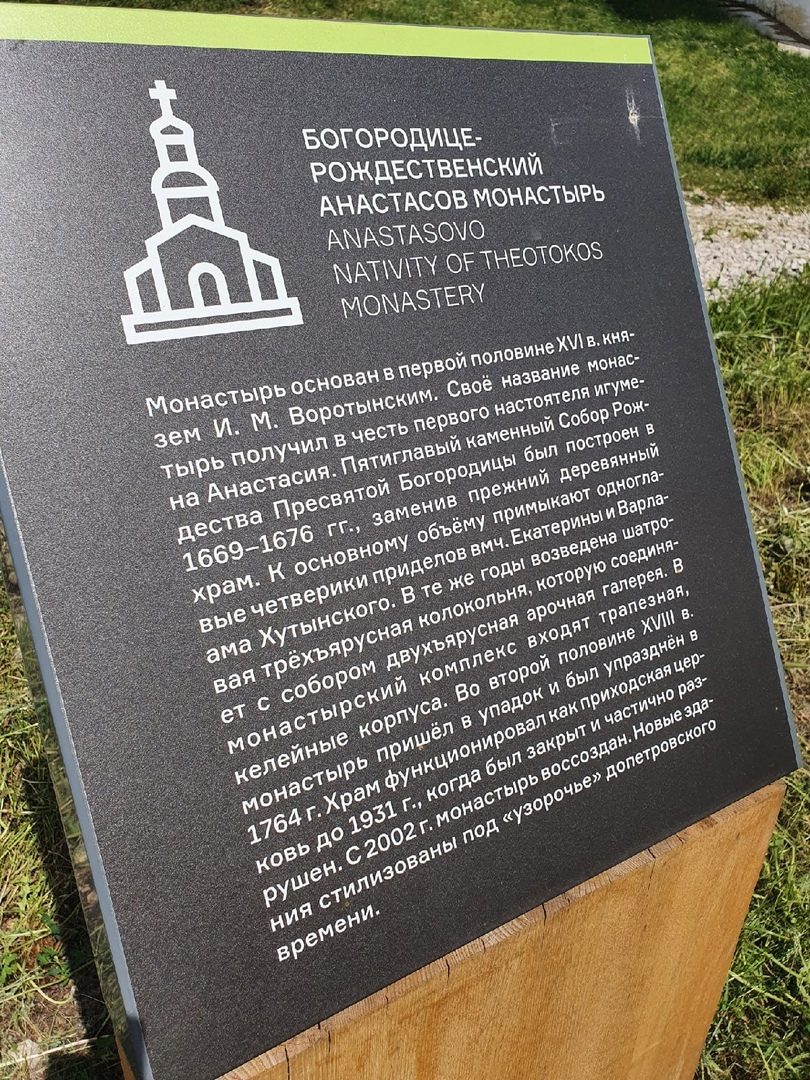 БОГОРОДИЦЕ-
РОЖДЕСТВЕНСКИЙ
АНАСТАСОВ МОНАСТЫРЬ
ANASTASOVO
NATIVITY OF THEOTOKOS
MONASTERY
Монастырь основан в первой половине XVI в. кня-
зем И. М. Воротынским. Своё название монас-
тырь получил в честь первого настоятеля игуме-
на Анастасия. Пятиглавый каменный Собор Рож-
дества Пресвятой Богородицы был построен в
1669–1676 гг., заменив прежний деревянный
храм. К основному объёму примыкают однogла-
вые четверики приделов вмч. Екатерины и Варла-
ама Хутынского. В те же годы возведена шатро-
вая трёхъярусная колокольня, которую соединя-
ет с собором двухъярусная арочная галерея. В
монастырский комплекс входят трапезная,
келейные корпуса. Во второй половине XVIII в.
монастырь пришёл в упадок и был упразднён в
1764 г. Храм функционировал как приходская цер-
ковь до 1931 г., когда был закрыт и частично раз-
рушен. С 2002 г. монастырь воссоздан. Новые зда-
ния стилизованы под «узорочье» допетровского
времени.